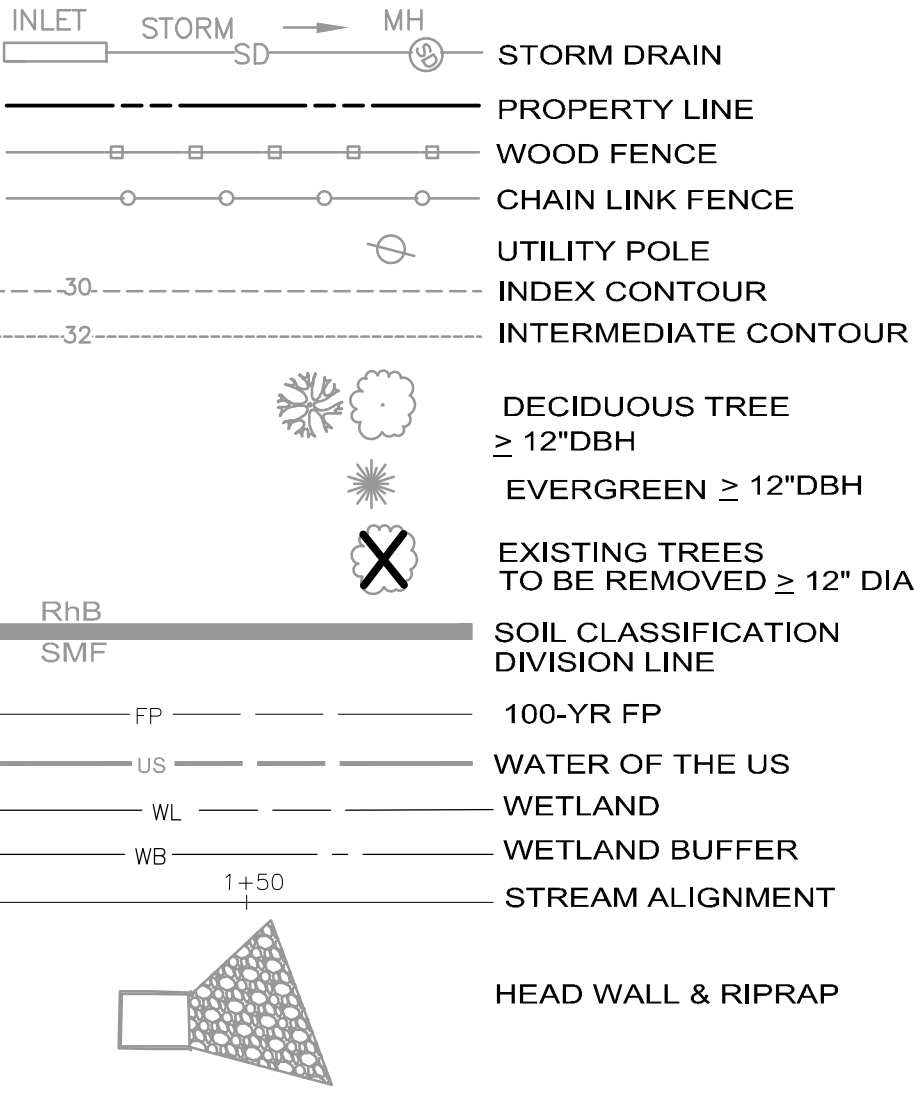 INLET STORM MH
SD SD STORM DRAIN
PROPERTY LINE
WOOD FENCE
CHAIN LINK FENCE
UTILITY POLE
30 INDEX CONTOUR
32 INTERMEDIATE CONTOUR
DECIDUOUS TREE
≥ 12"DBH
EVERGREEN ≥ 12"DBH
EXISTING TREES
TO BE REMOVED ≥ 12" DIA
RhB
SOIL CLASSIFICATION
SMF
DIVISION LINE
FP 100-YR FP
US WATER OF THE US
WL WETLAND
WB WETLAND BUFFER
1+50
STREAM ALIGNMENT
HEAD WALL & RIPRAP